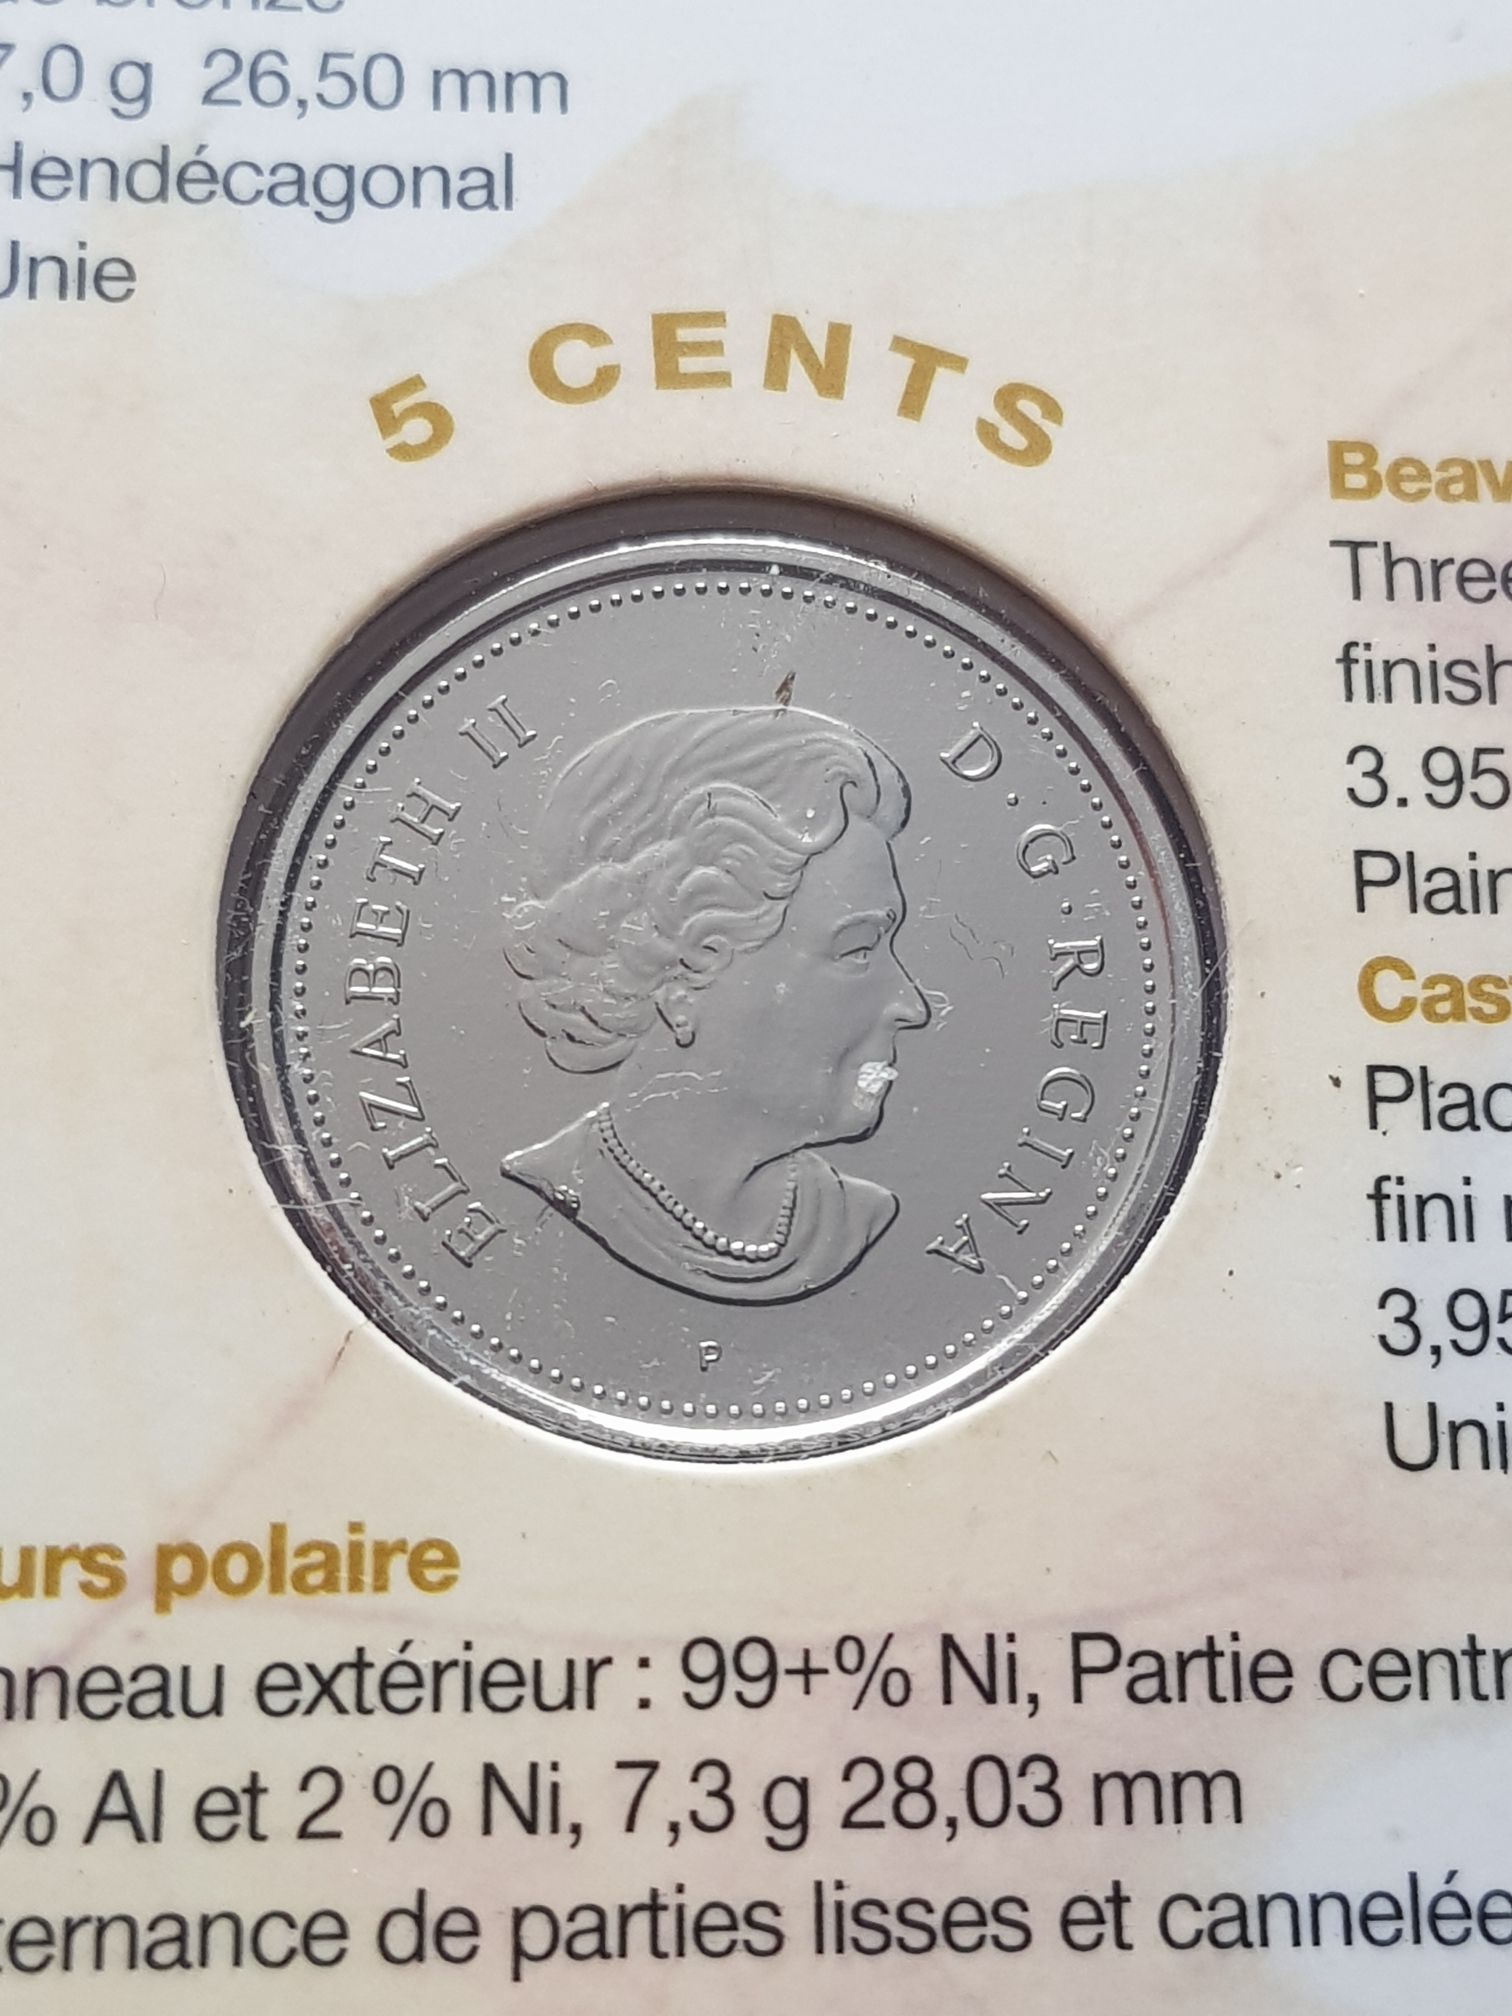 7,0 g 26,50 mm
Hendécagonal
Unie
5 CENTS
ELIZABETH II D·G·REGINA
P
Beav
Three
finish
3.95
Plain
Cas
Plac
fini
3,95
Uni
urs polaire
nneau extérieur : 99+% Ni, Partie centr
% Al et 2 % Ni, 7,3 g 28,03 mm
ternance de parties lisses et cannelée